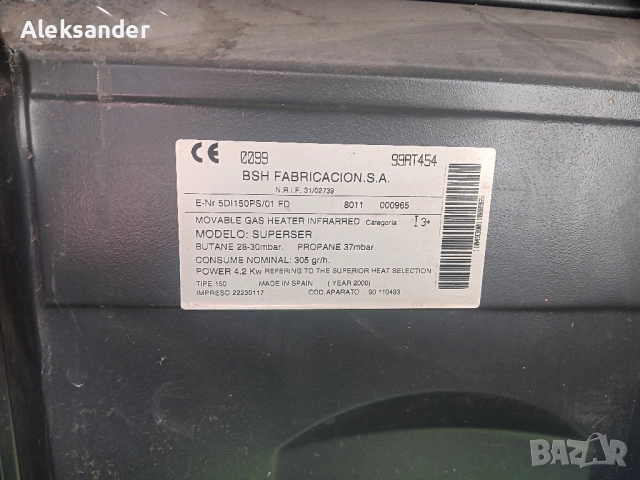 Aleksander
CE 0099 99AT454
BSH FABRICACION.S.A.
N.R.I.F. 31/02739
E-Nr 5DI150PS/01 FD 8011 000965
MOVABLE GAS HEATER INFRARRED Categoria I 3+
MODELO: SUPERSER
BUTANE 28-30mbar. PROPANE 37mbar
CONSUME NOMINAL: 305 gr/h.
POWER 4,2 Kw REFERING TO THE SUPERIOR HEAT SELECTION
TIPE 150 MADE IN SPAIN ( YEAR 2000)
IMPRESO 22230117 COD.APARATO 90 110493
BAZAR